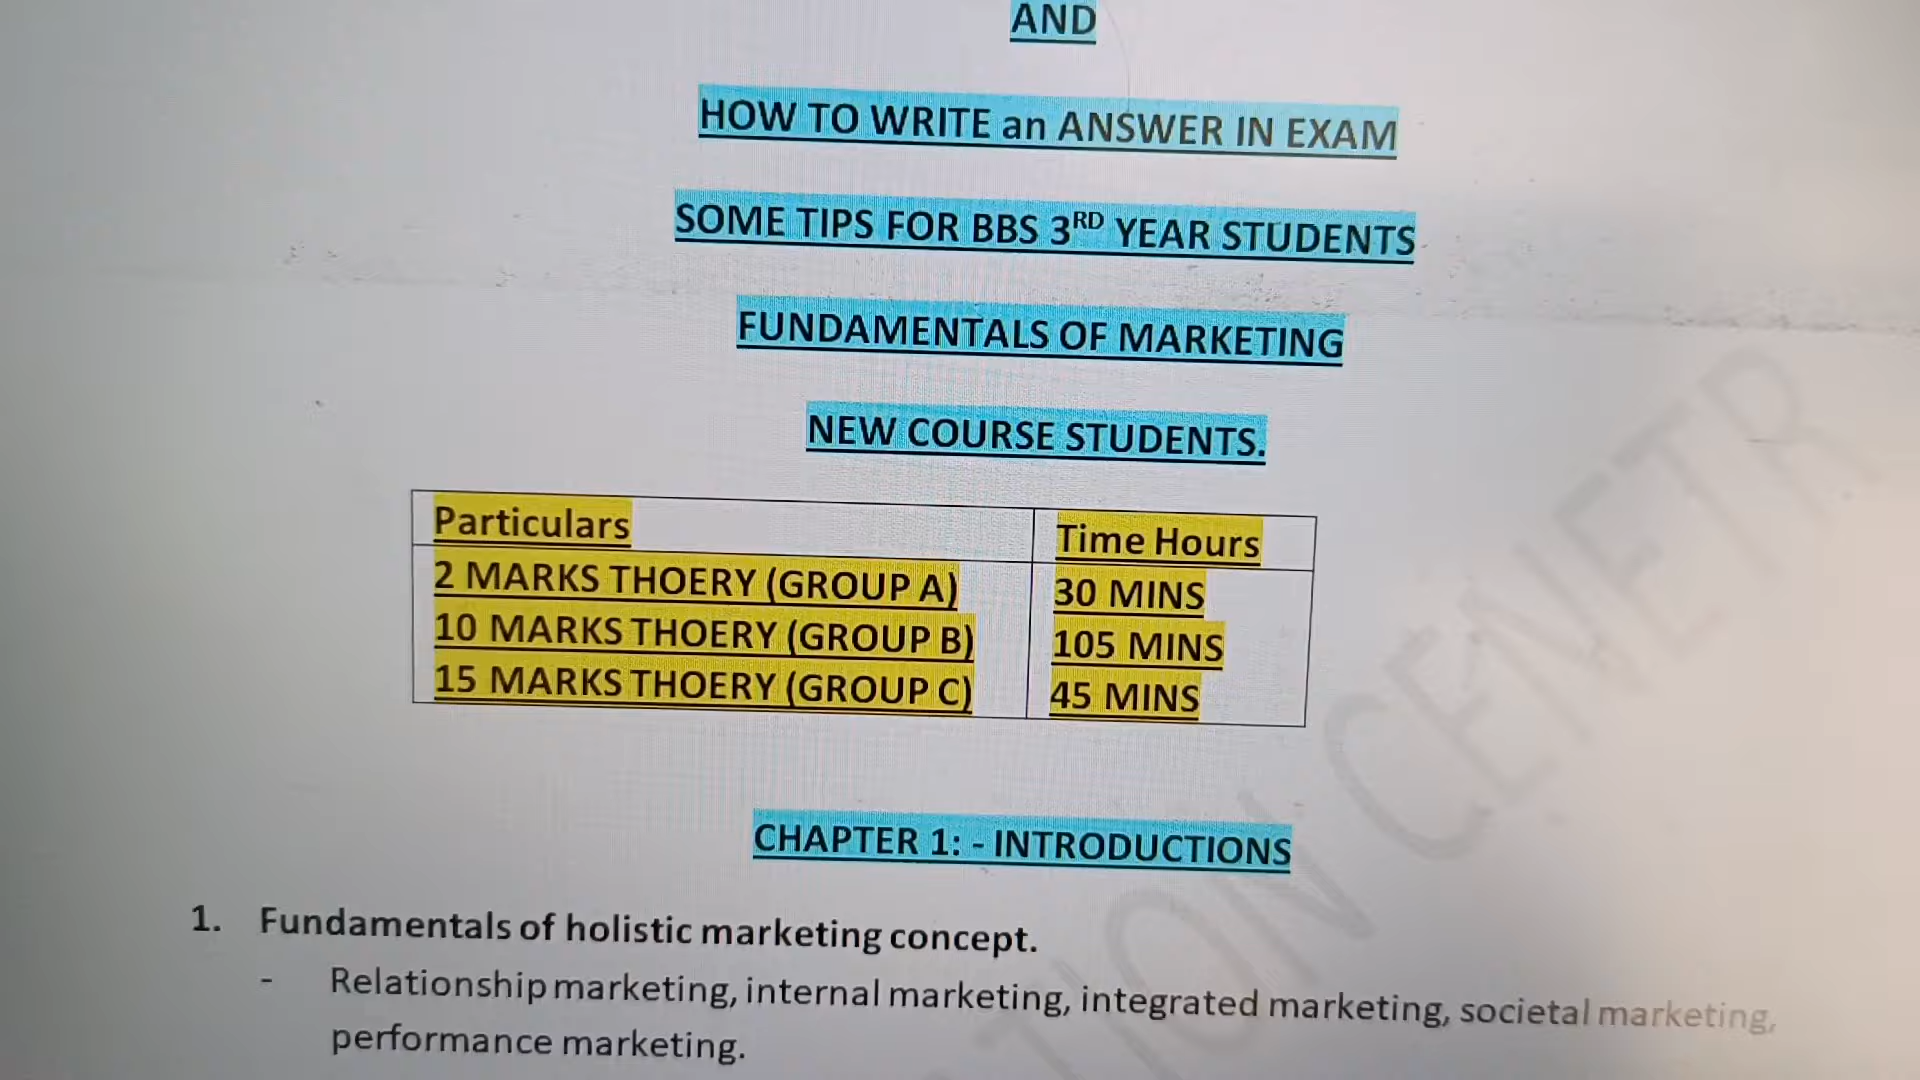 AND
HOW TO WRITE an ANSWER IN EXAM
SOME TIPS FOR BBS 3RD YEAR STUDENTS
FUNDAMENTALS OF MARKETING
NEW COURSE STUDENTS.
Particulars Time Hours
2 MARKS THOERY (GROUP A) 30 MINS
10 MARKS THOERY (GROUP B) 105 MINS
15 MARKS THOERY (GROUP C) 45 MINS
CHAPTER 1: - INTRODUCTIONS
1. Fundamentals of holistic marketing concept.
- Relationship marketing, internal marketing, integrated marketing, societal marketing,
performance marketing.
TION CENETR